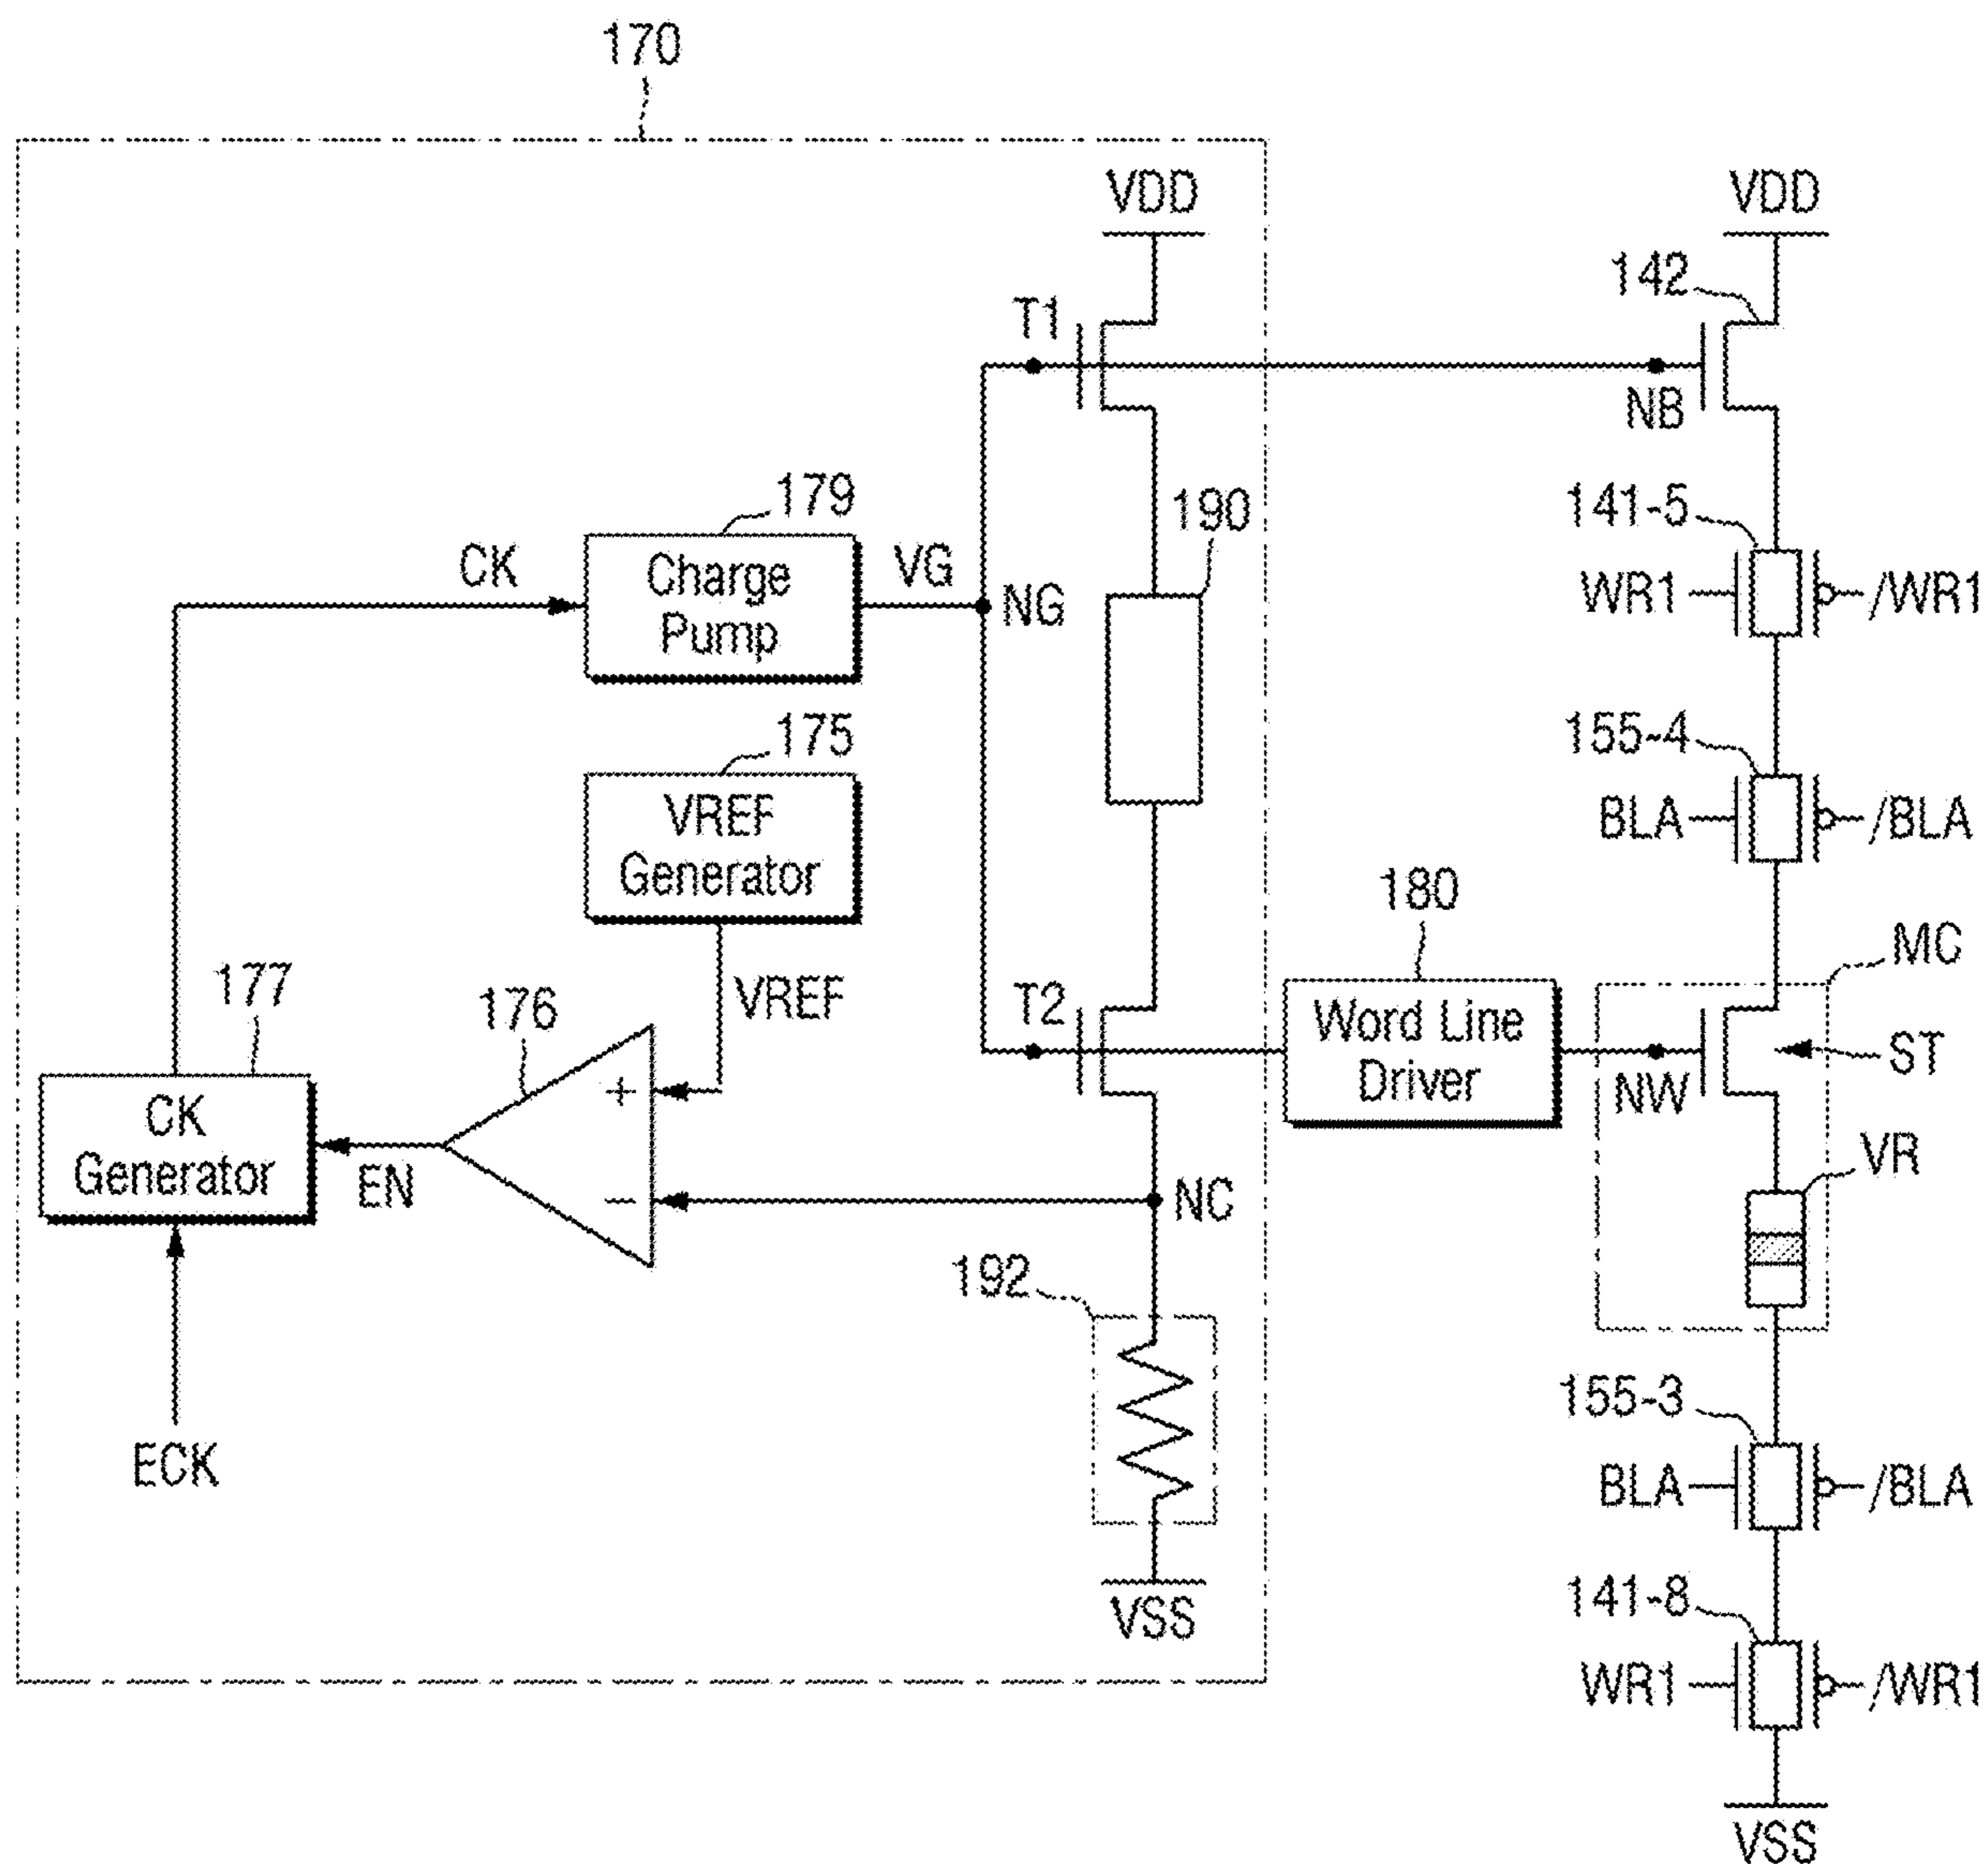 170
VDD
VDD
142
T1
NB
179
190
141-5
CK
Charge
Pump
VG
NG
WR1
/WR1
175
155-4
VREF
Generator
BLA
/BLA
180
MC
177
176
VREF
T2
Word Line
Driver
NW
ST
CK
Generator
EN
+
−
NC
VR
192
155-3
ECK
BLA
/BLA
141-8
VSS
WR1
/WR1
VSS